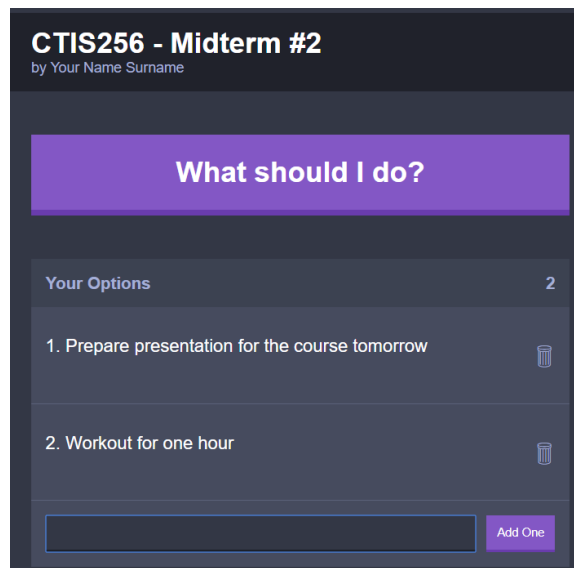 CTIS256 - Midterm #2
by Your Name Surname
What should I do?
Your Options 2
1. Prepare presentation for the course tomorrow
2. Workout for one hour
Add One